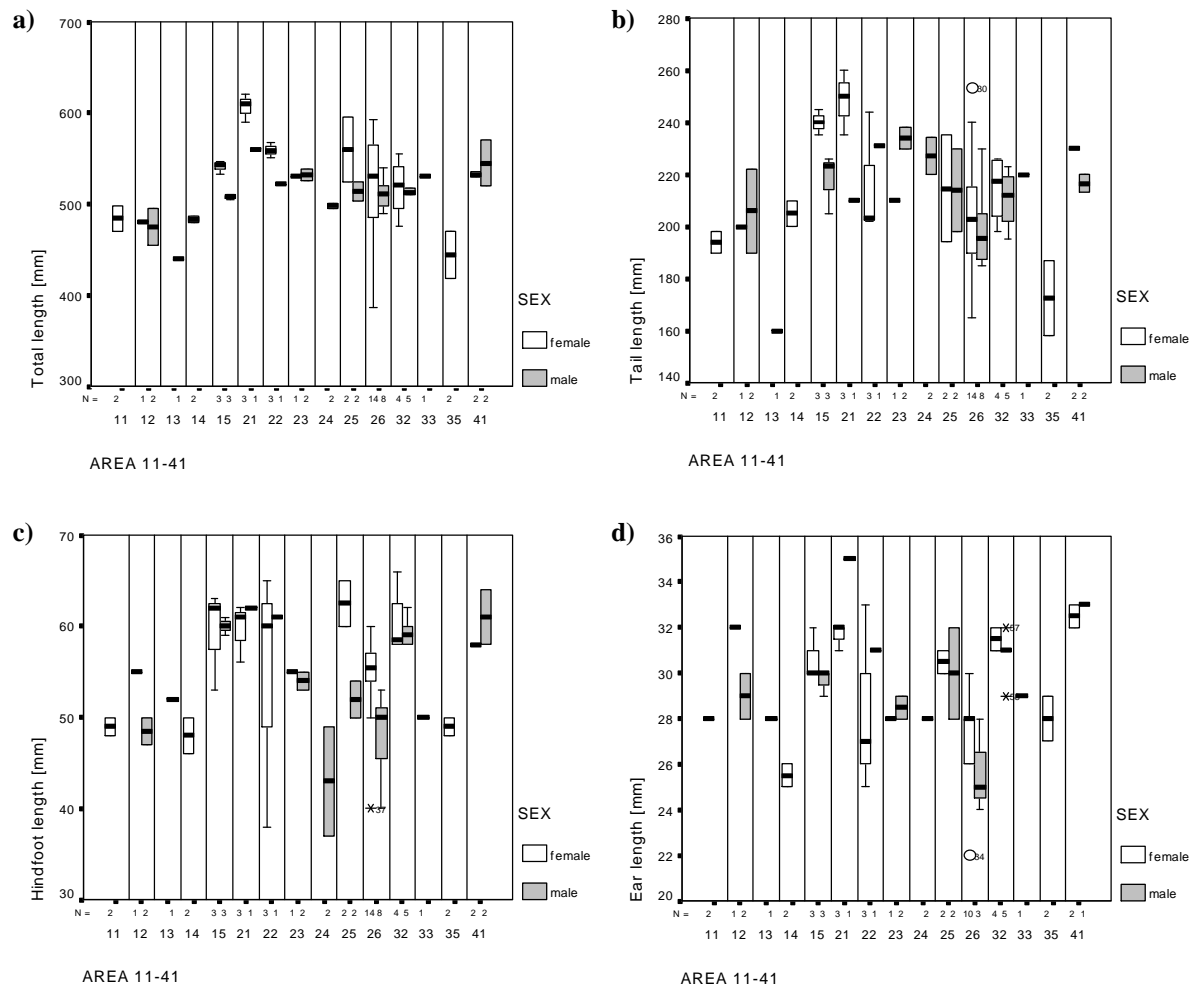 a)
700
600
500
400
300
Total length [mm]
SEX
female
male
N = 2 1 2 1 2 3 3 3 1 3 1 1 2 2 2 2 14 8 4 5 1 2 2 2
11 12 13 14 15 21 22 23 24 25 26 32 33 35 41
AREA 11-41
b)
280
260
240
220
200
180
160
140
Tail length [mm]
30
SEX
female
male
N = 2 1 2 1 2 3 3 3 1 3 1 1 2 2 2 2 14 8 4 5 1 2 2 2
11 12 13 14 15 21 22 23 24 25 26 32 33 35 41
AREA 11-41
c)
70
60
50
40
30
Hindfoot length [mm]
37
SEX
female
male
N = 2 1 2 1 2 3 3 3 1 3 1 1 2 2 2 2 14 8 4 5 1 2 2 2
11 12 13 14 15 21 22 23 24 25 26 32 33 35 41
AREA 11-41
d)
36
34
32
30
28
26
24
22
20
Ear length [mm]
SEX
female
male
N = 2 1 2 1 2 3 3 3 1 3 1 1 2 2 2 2 10 3 4 5 1 2 2 1
11 12 13 14 15 21 22 23 24 25 26 32 33 35 41
AREA 11-41